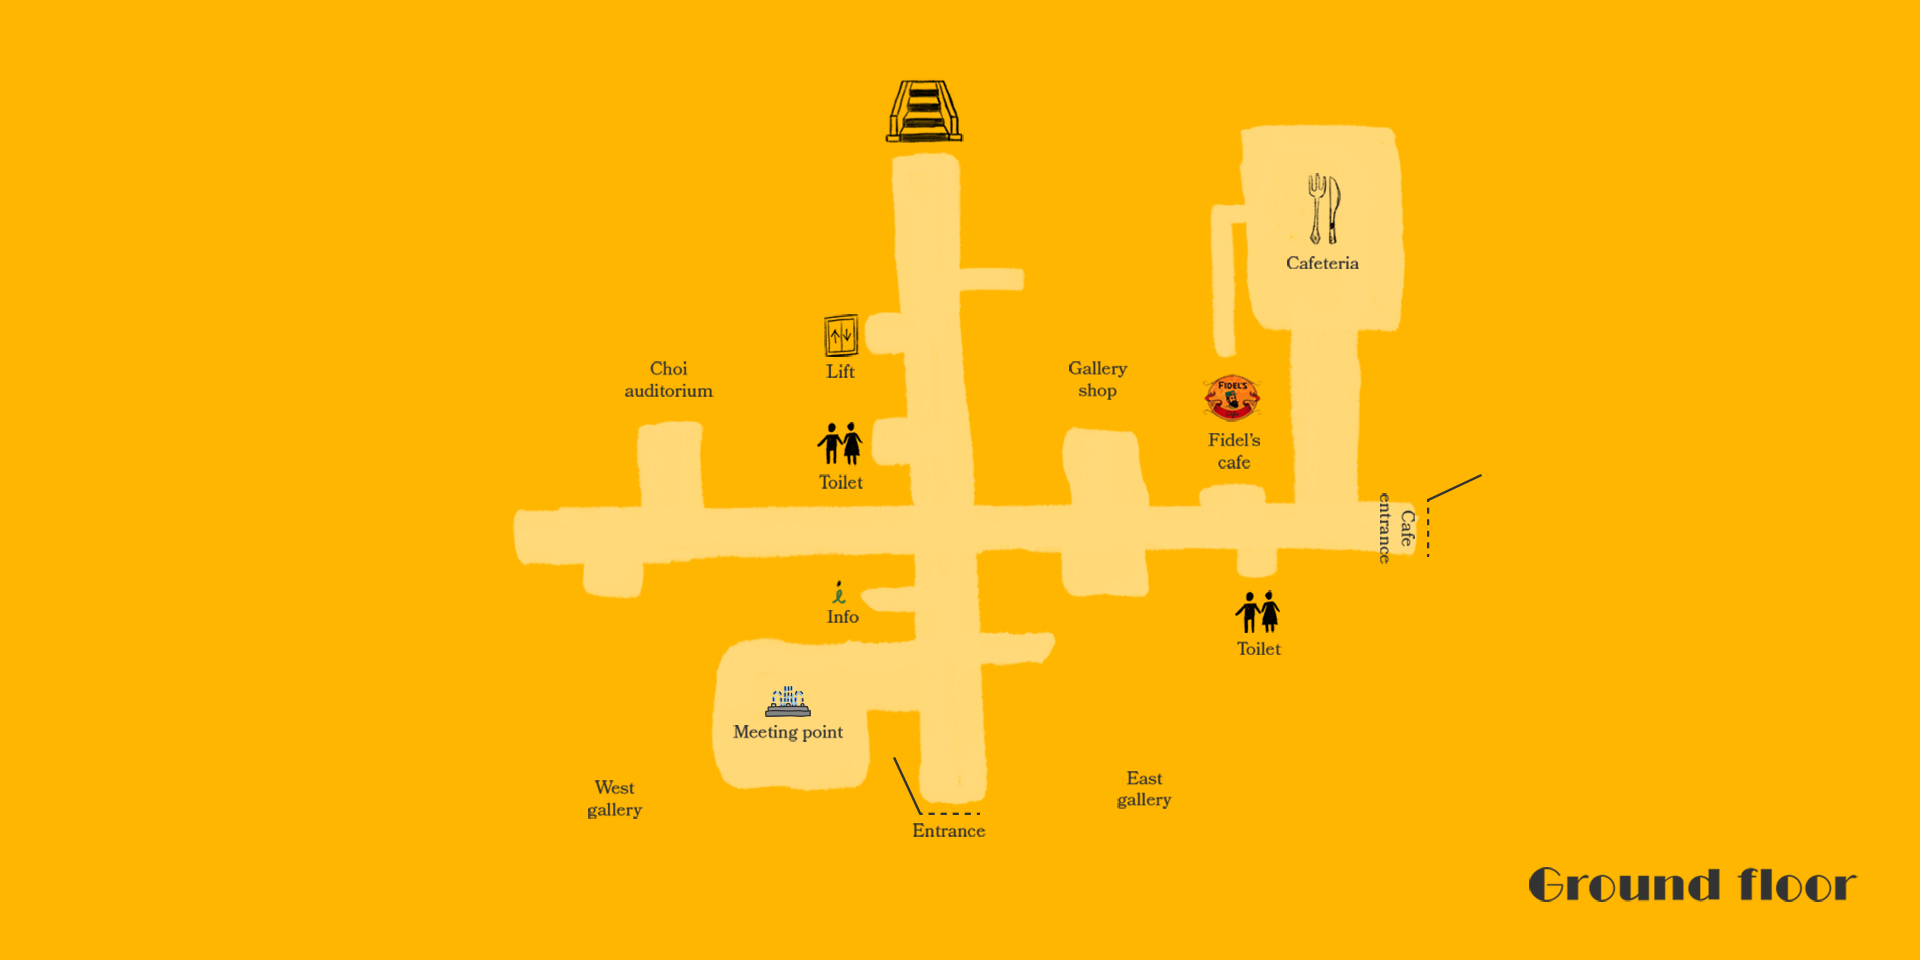 Cafeteria
Lift
Choi
auditorium
Gallery
shop
FIDEL'S
Fidel's
cafe
Toilet
Cafe
entrance
Info
Toilet
Meeting point
West
gallery
East
gallery
Entrance
Ground floor